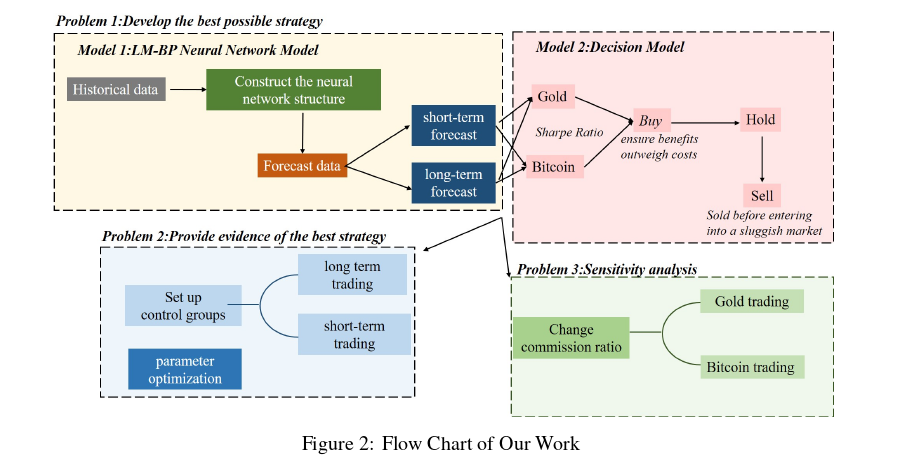 Problem 1:Develop the best possible strategy
Model 1:LM-BP Neural Network Model
Historical data
Construct the neural
network structure
Forecast data
short-term
forecast
long-term
forecast
Model 2:Decision Model
Gold
Sharpe Ratio
Bitcoin
Buy
ensure benefits
outweigh costs
Hold
Sell
Sold before entering
into a sluggish market
Problem 2:Provide evidence of the best strategy
Set up
control groups
long term
trading
short-term
trading
parameter
optimization
Problem 3:Sensitivity analysis
Change
commission ratio
Gold trading
Bitcoin trading
Figure 2: Flow Chart of Our Work